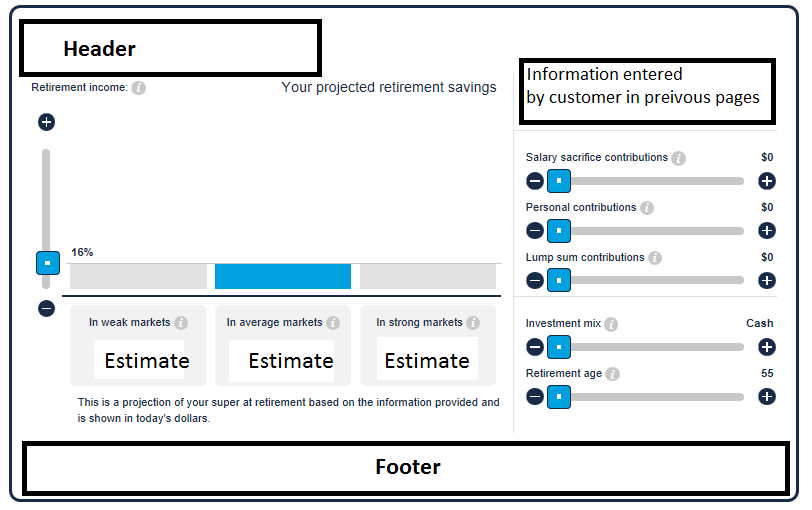 Header
Retirement income: i
Your projected retirement savings
16%
In weak markets i
In average markets i
In strong markets i
Estimate
Estimate
Estimate
This is a projection of your super at retirement based on the information provided and
is shown in today's dollars.
Information entered
by customer in preivous pages
Salary sacrifice contributions i $0
Personal contributions i $0
Lump sum contributions i $0
Investment mix i Cash
Retirement age i 55
Footer